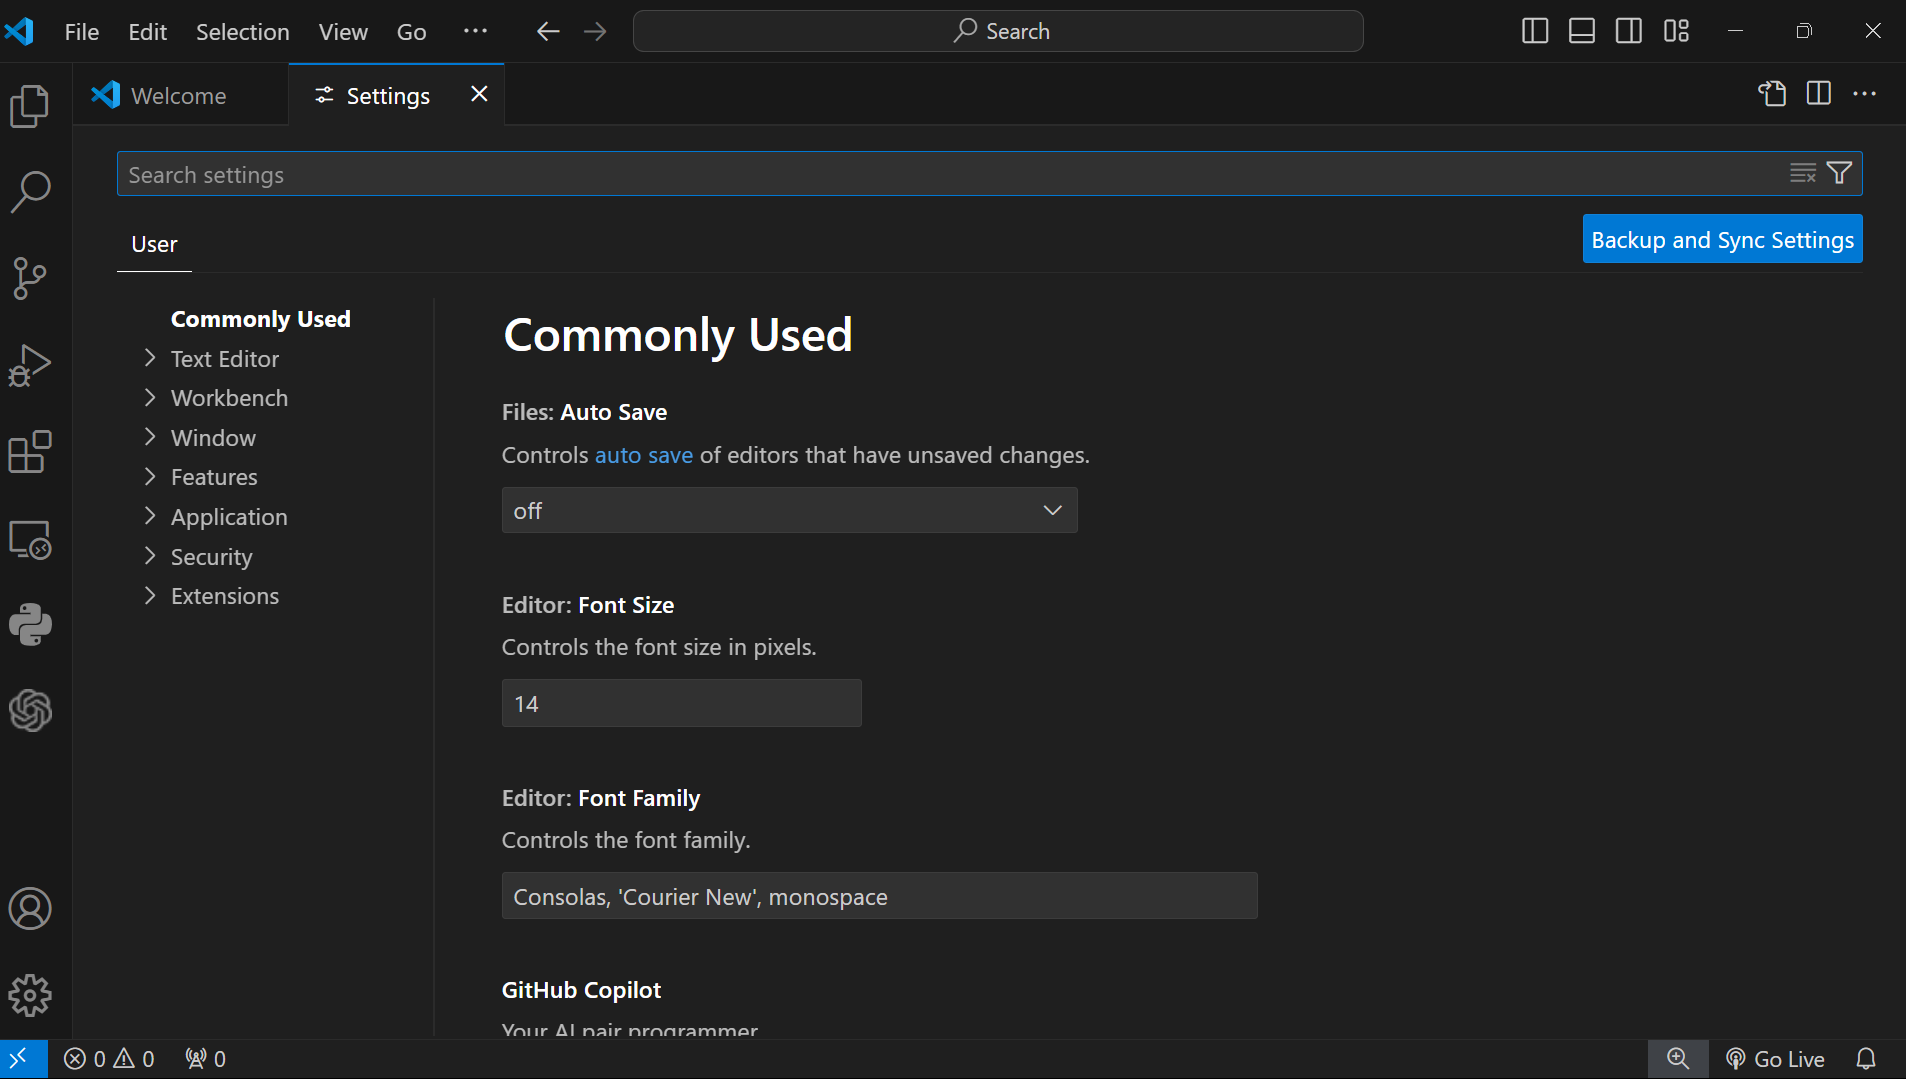 File Edit Selection View Go ···
Search
Welcome
Settings
Search settings
User
Backup and Sync Settings
Commonly Used
Text Editor
Workbench
Window
Features
Application
Security
Extensions
Commonly Used
Files: Auto Save
Controls auto save of editors that have unsaved changes.
off
Editor: Font Size
Controls the font size in pixels.
14
Editor: Font Family
Controls the font family.
Consolas, 'Courier New', monospace
GitHub Copilot
Your AI pair programmer
0 0 0
Go Live